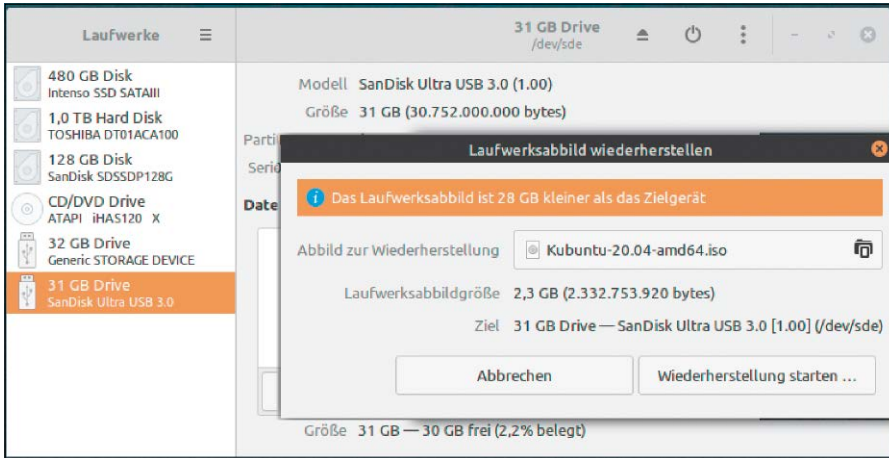 Laufwerke
31 GB Drive
/dev/sde
480 GB Disk
Intenso SSD SATAIII
1,0 TB Hard Disk
TOSHIBA DT01ACA100
128 GB Disk
SanDisk SDSSDP128G
CD/DVD Drive
ATAPI iHAS120 X
32 GB Drive
Generic STORAGE DEVICE
31 GB Drive
SanDisk Ultra USB 3.0
Modell SanDisk Ultra USB 3.0 (1.00)
Größe 31 GB (30.752.000.000 bytes)
Parti
Seri
Date
Laufwerksabbild wiederherstellen
Das Laufwerksabbild ist 28 GB kleiner als das Zielgerät
Abbild zur Wiederherstellung Kubuntu-20.04-amd64.iso
Laufwerksabbildgröße 2,3 GB (2.332.753.920 bytes)
Ziel 31 GB Drive — SanDisk Ultra USB 3.0 [1.00] (/dev/sde)
Abbrechen Wiederherstellung starten ...
Größe 31 GB — 30 GB frei (2,2% belegt)